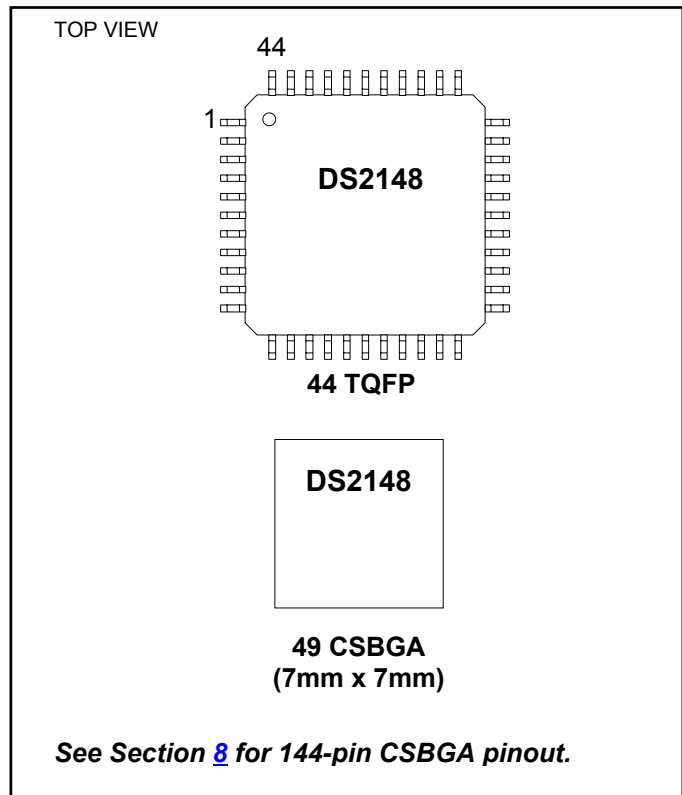 TOP VIEW
44
1
DS2148
44 TQFP
DS2148
49 CSBGA
(7mm x 7mm)
See Section 8 for 144-pin CSBGA pinout.